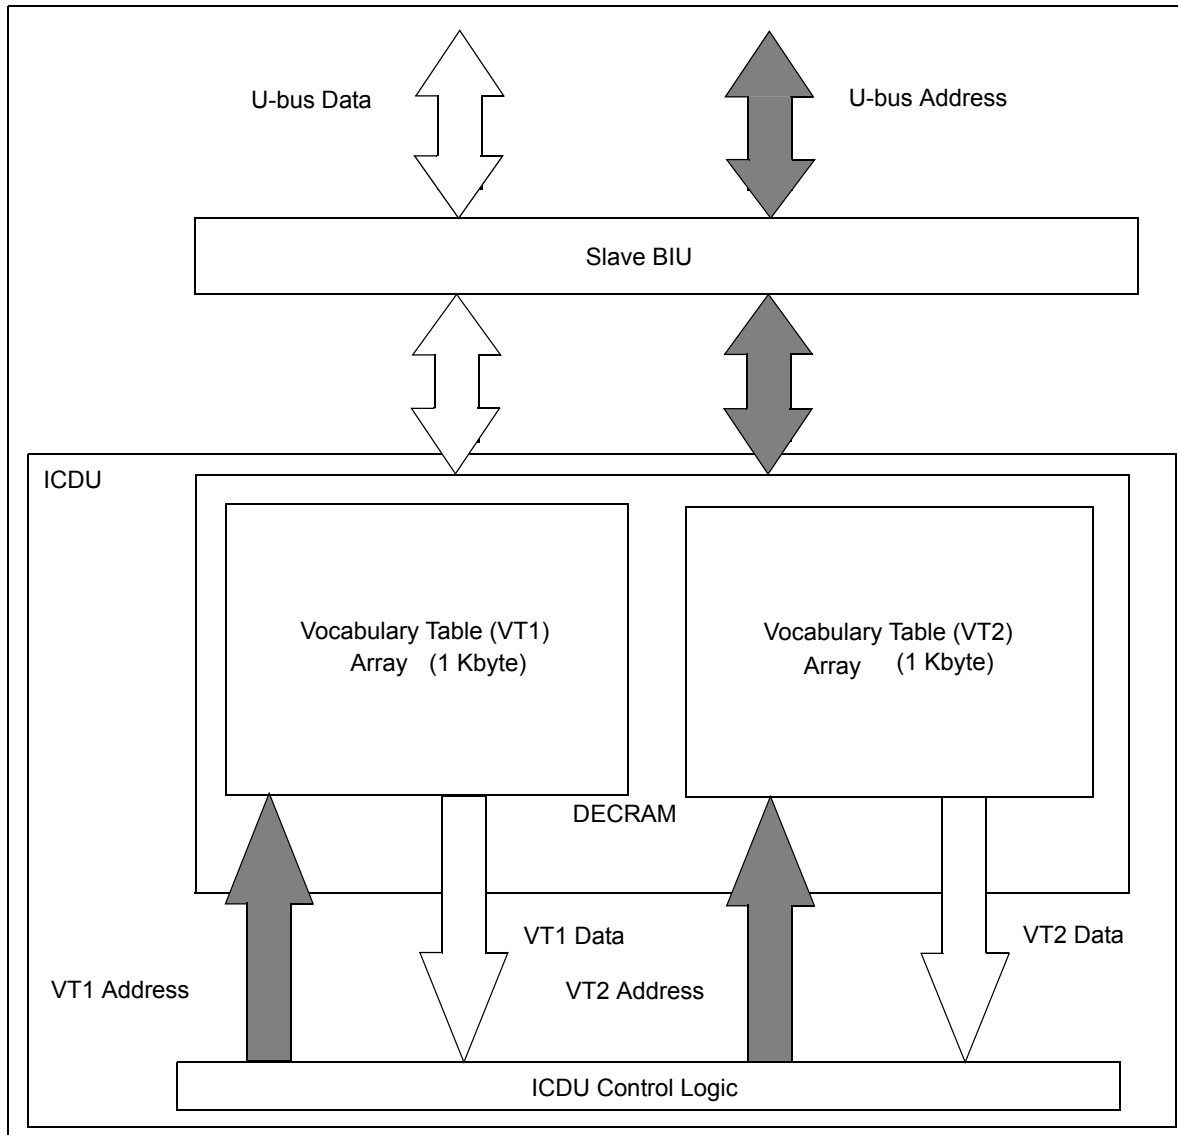 U-bus Data
U-bus Address
Slave BIU
ICDU
Vocabulary Table (VT1)
Array (1 Kbyte)
Vocabulary Table (VT2)
Array (1 Kbyte)
DECRAM
VT1 Data
VT2 Data
VT1 Address
VT2 Address
ICDU Control Logic